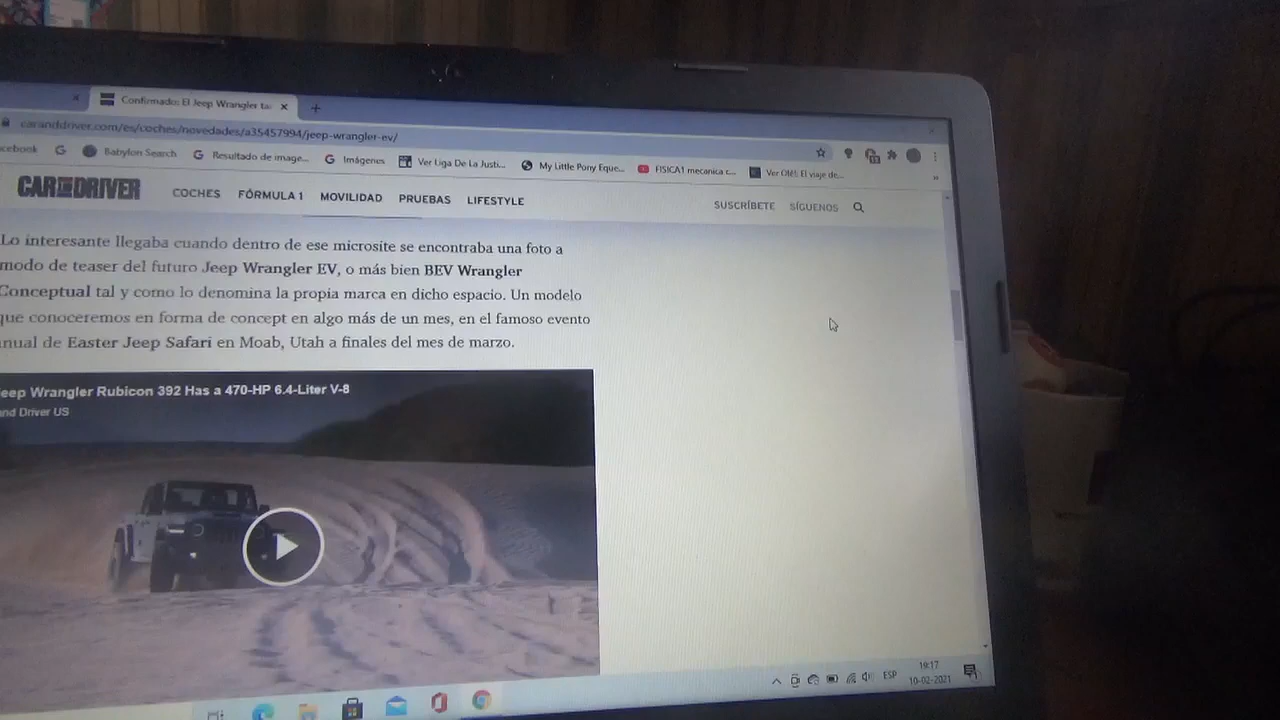 Confirmado: El Jeep Wrangler ta
caranddriver.com/es/coches/novedades/a35457994/jeep-wrangler-ev/
cebook
Babylon Search
Resultado de image...
Imágenes
Ver Liga De La Justi...
My Little Pony Eque...
FISICA1 mecanica c...
Ver Olé!: El viaje de...
CAR AND DRIVER
COCHES FÓRMULA 1 MOVILIDAD PRUEBAS LIFESTYLE
SUSCRÍBETE SÍGUENOS
Lo interesante llegaba cuando dentro de ese microsite se encontraba una foto a
modo de teaser del futuro Jeep Wrangler EV, o más bien BEV Wrangler
Conceptual tal y como lo denomina la propia marca en dicho espacio. Un modelo
que conoceremos en forma de concept en algo más de un mes, en el famoso evento
nual de Easter Jeep Safari en Moab, Utah a finales del mes de marzo.
eep Wrangler Rubicon 392 Has a 470-HP 6.4-Liter V-8
nd Driver US
ESP
19:17
10-02-2021